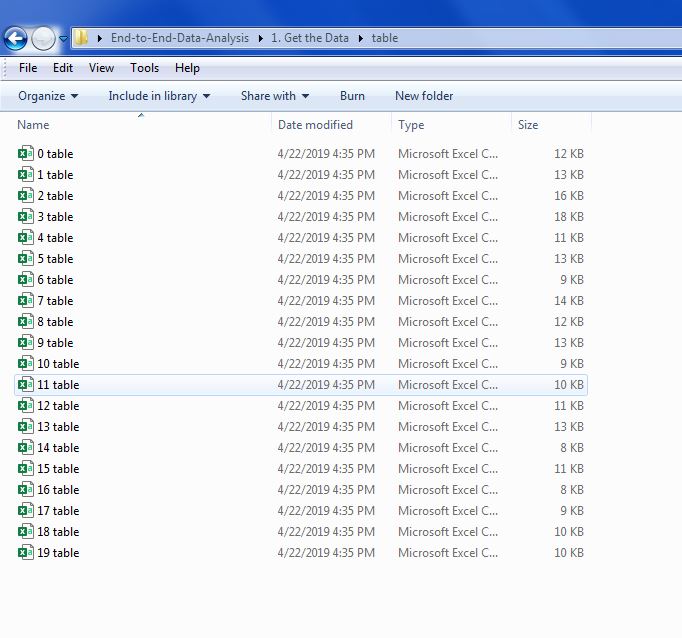 End-to-End-Data-Analysis 1. Get the Data table
File Edit View Tools Help
Organize Include in library Share with Burn New folder
Name Date modified Type Size
0 table 4/22/2019 4:35 PM Microsoft Excel C... 12 KB
1 table 4/22/2019 4:35 PM Microsoft Excel C... 13 KB
2 table 4/22/2019 4:35 PM Microsoft Excel C... 16 KB
3 table 4/22/2019 4:35 PM Microsoft Excel C... 18 KB
4 table 4/22/2019 4:35 PM Microsoft Excel C... 11 KB
5 table 4/22/2019 4:35 PM Microsoft Excel C... 13 KB
6 table 4/22/2019 4:35 PM Microsoft Excel C... 9 KB
7 table 4/22/2019 4:35 PM Microsoft Excel C... 14 KB
8 table 4/22/2019 4:35 PM Microsoft Excel C... 12 KB
9 table 4/22/2019 4:35 PM Microsoft Excel C... 13 KB
10 table 4/22/2019 4:35 PM Microsoft Excel C... 9 KB
11 table 4/22/2019 4:35 PM Microsoft Excel C... 10 KB
12 table 4/22/2019 4:35 PM Microsoft Excel C... 11 KB
13 table 4/22/2019 4:35 PM Microsoft Excel C... 13 KB
14 table 4/22/2019 4:35 PM Microsoft Excel C... 8 KB
15 table 4/22/2019 4:35 PM Microsoft Excel C... 11 KB
16 table 4/22/2019 4:35 PM Microsoft Excel C... 8 KB
17 table 4/22/2019 4:35 PM Microsoft Excel C... 9 KB
18 table 4/22/2019 4:35 PM Microsoft Excel C... 10 KB
19 table 4/22/2019 4:35 PM Microsoft Excel C... 10 KB